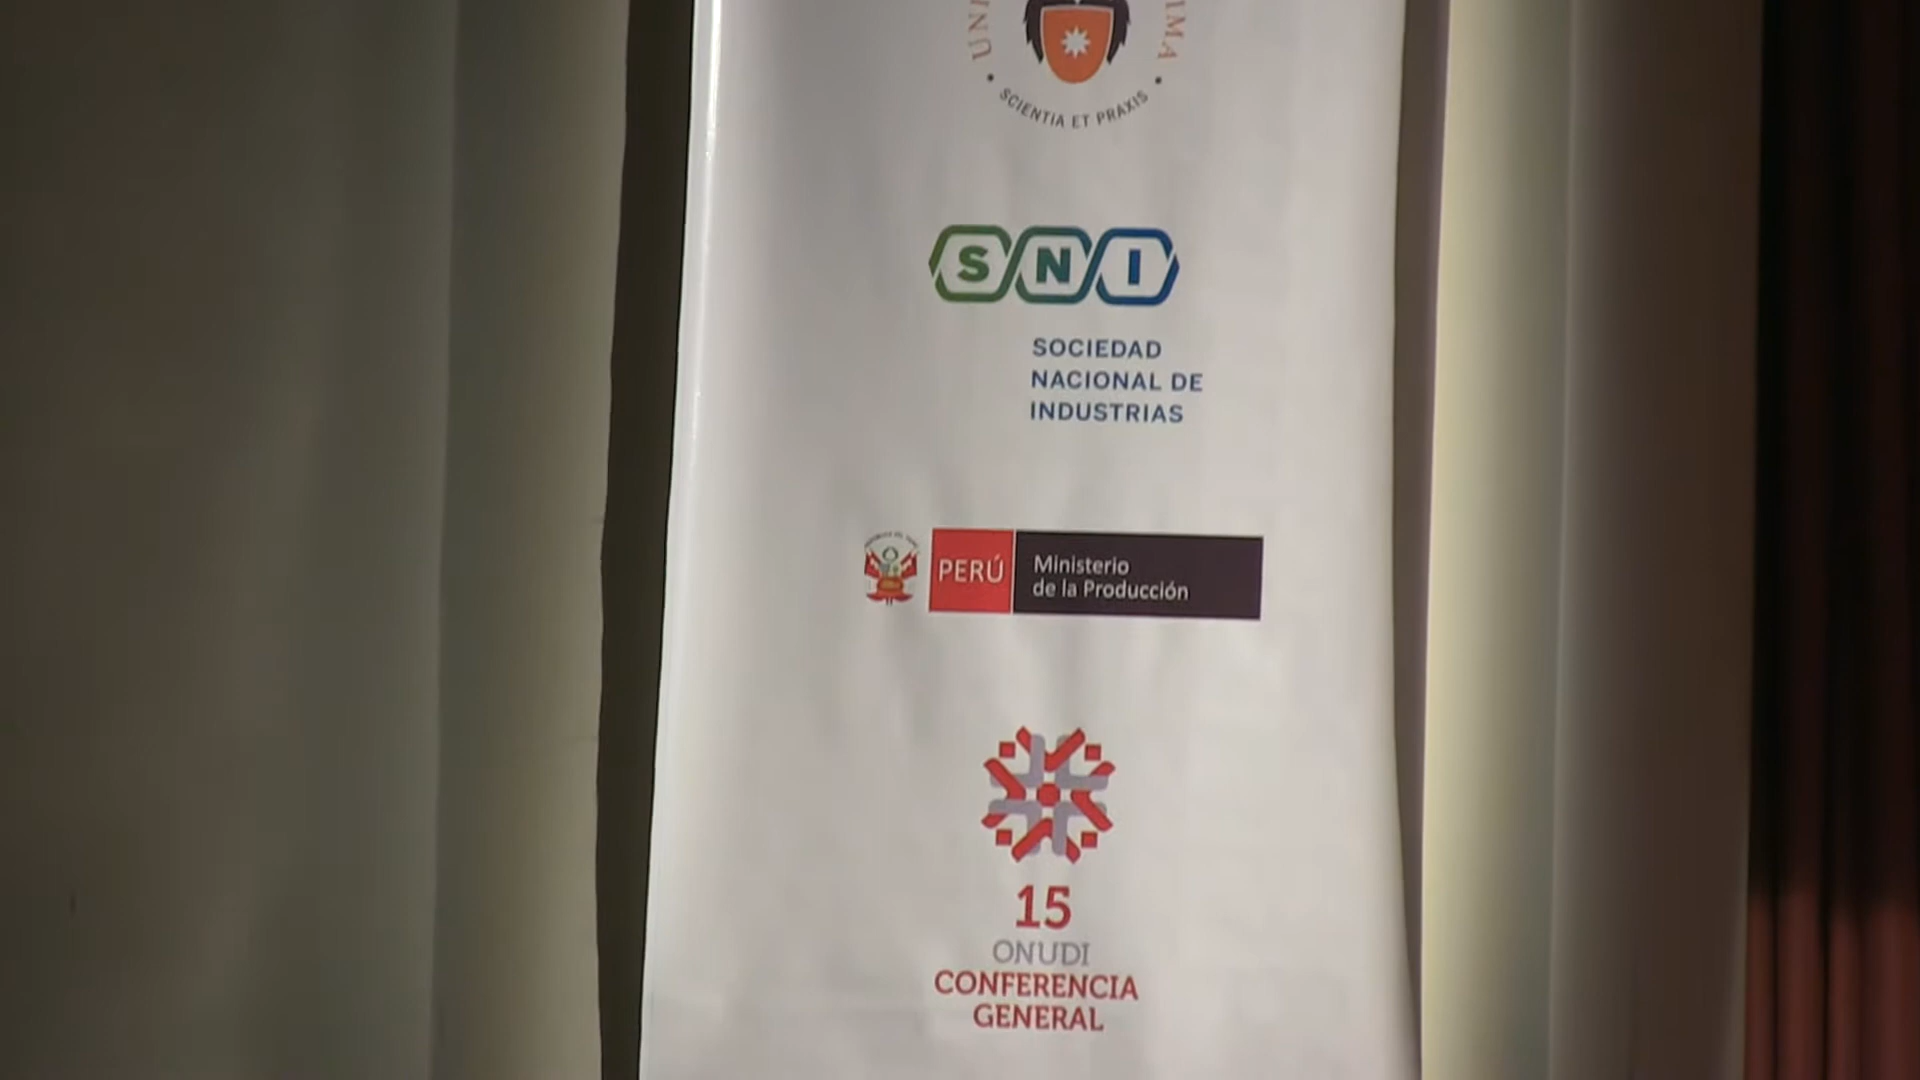 SCIENTIA ET PRAXIS
SNI
SOCIEDAD
NACIONAL DE
INDUSTRIAS
PERÚ
Ministerio
de la Producción
15
ONUDI
CONFERENCIA
GENERAL